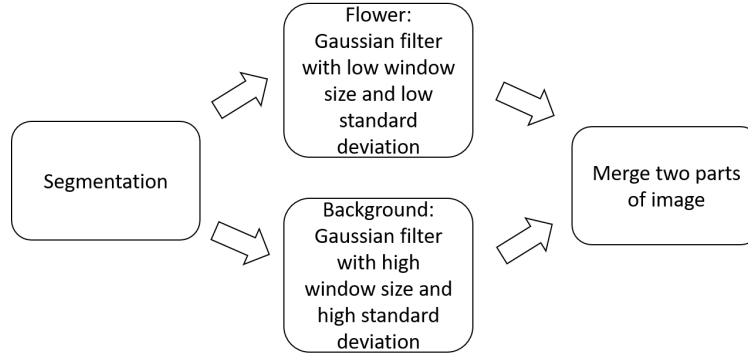 Segmentation
Flower:
Gaussian filter
with low window
size and low
standard
deviation
Background:
Gaussian filter
with high
window size and
high standard
deviation
Merge two parts
of image